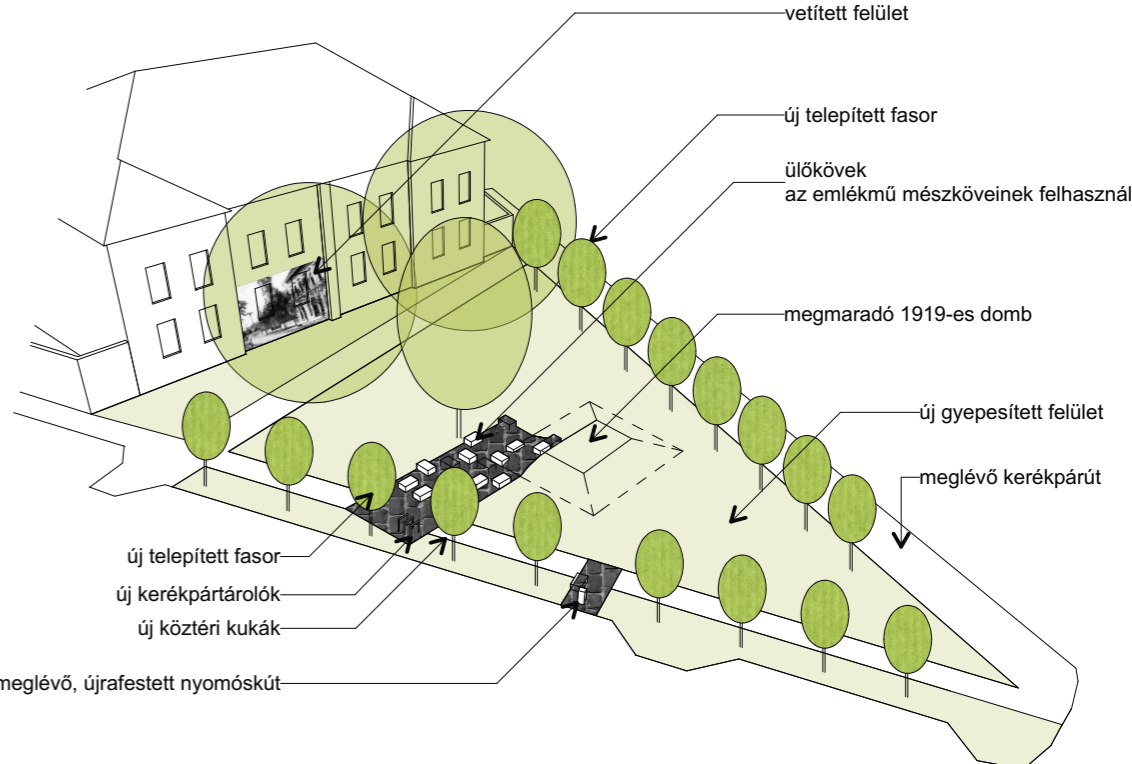 vetített felület
új telepített fasor
ülőkövek
az emlékmű mészköveinek felhasznál
megmaradó 1919-es domb
új gyepesített felület
meglévő kerékpárút
új telepített fasor
új kerékpártárolók
új köztéri kukák
meglévő, újrafestett nyomóskút